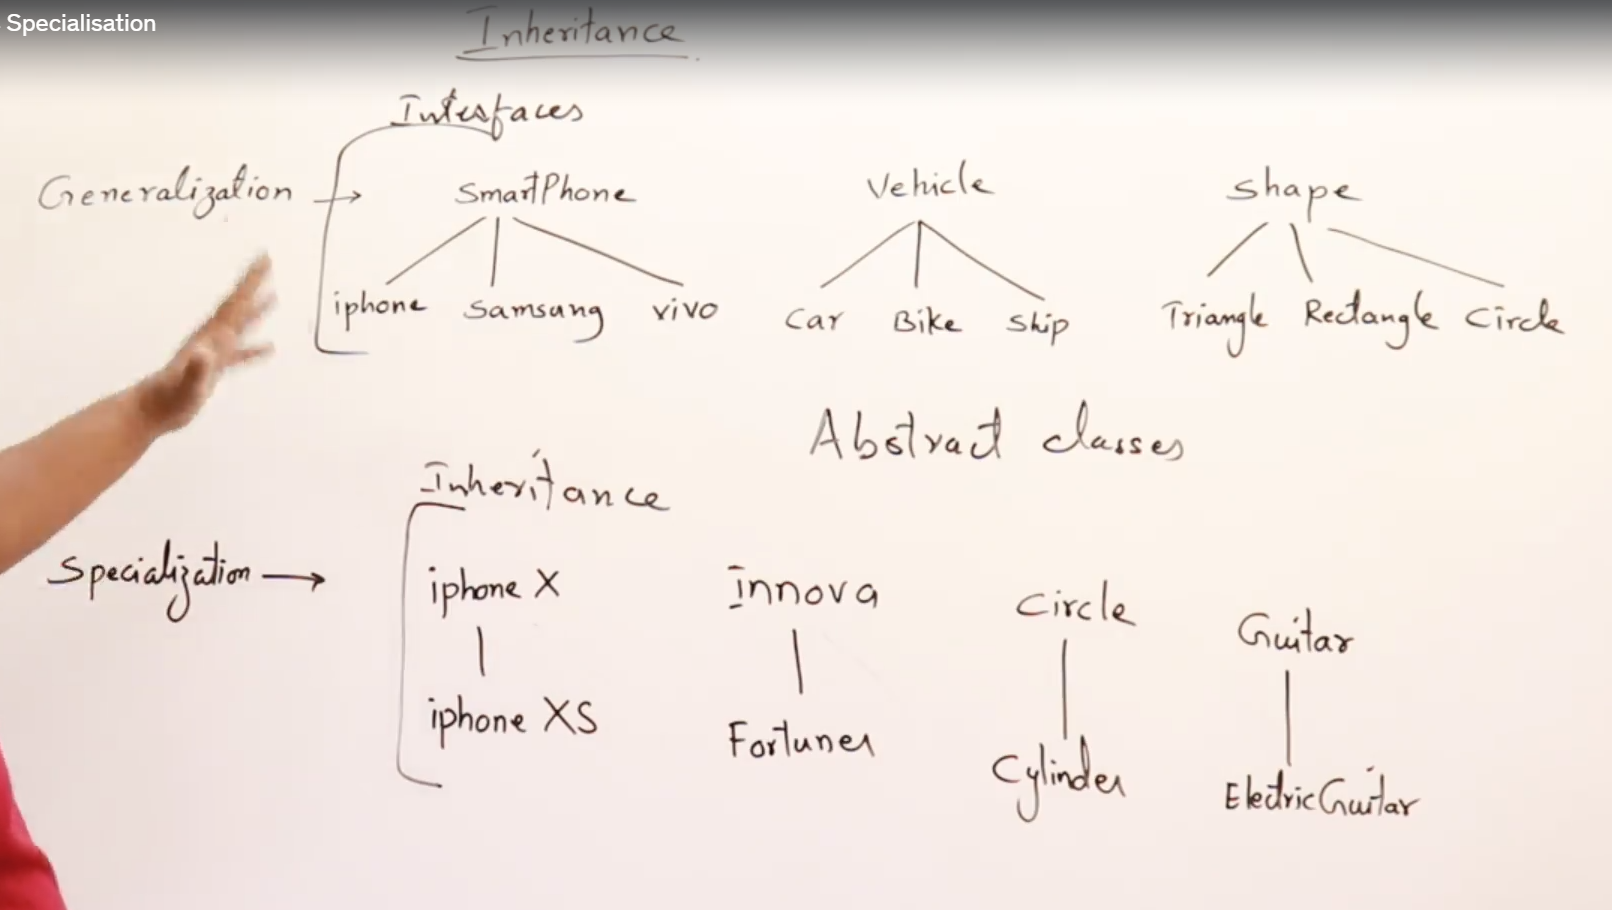 Specialisation
Inheritance
Interfaces
Generalization → SmartPhone Vehicle Shape
iphone Samsung vivo Car Bike Ship Triangle Rectangle Circle
Abstract classes
Inheritance
Specialization → iphone X Innova Circle Guitar
iphone XS Fortuner Cylinder ElectricGuitar